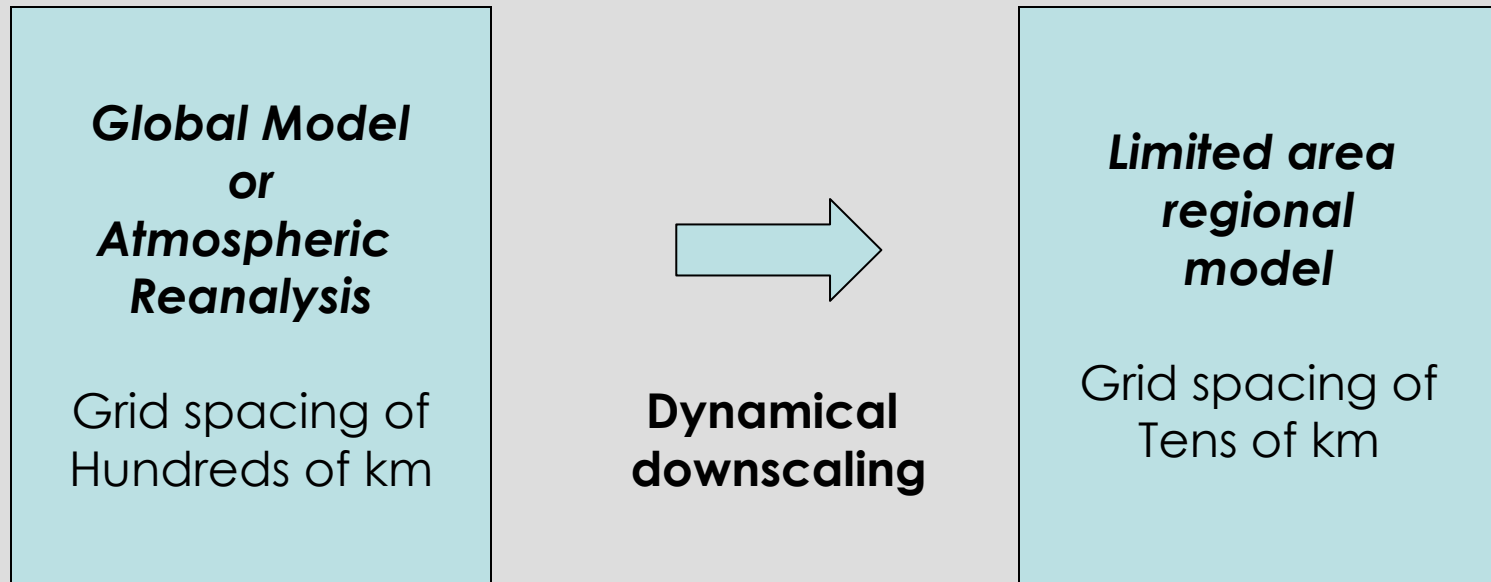 Global Model
or
Atmospheric
Reanalysis
Grid spacing of
Hundreds of km
Dynamical
downscaling
Limited area
regional
model
Grid spacing of
Tens of km